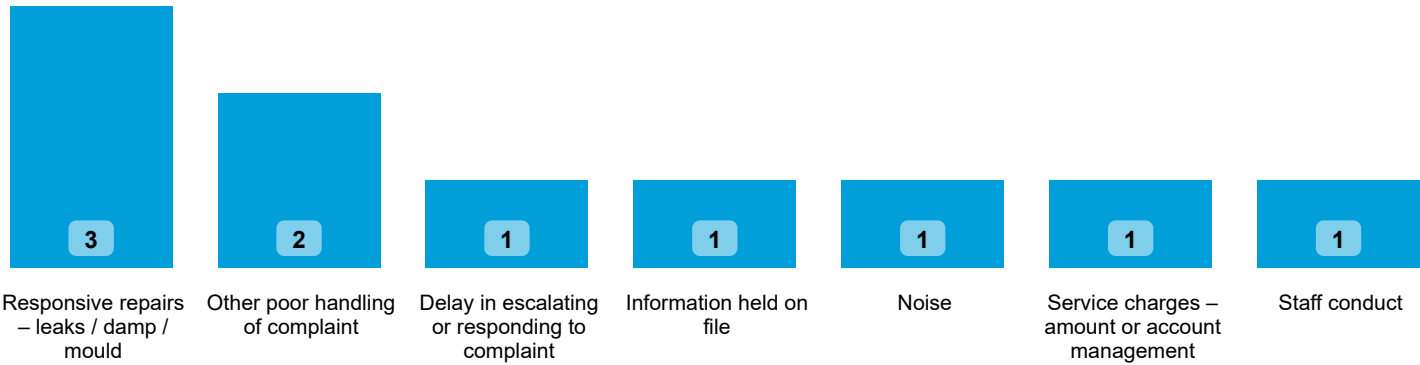 3
2
1
1
1
1
1
Responsive repairs
– leaks / damp /
mould
Other poor handling
of complaint
Delay in escalating
or responding to
complaint
Information held on
file
Noise
Service charges –
amount or account
management
Staff conduct